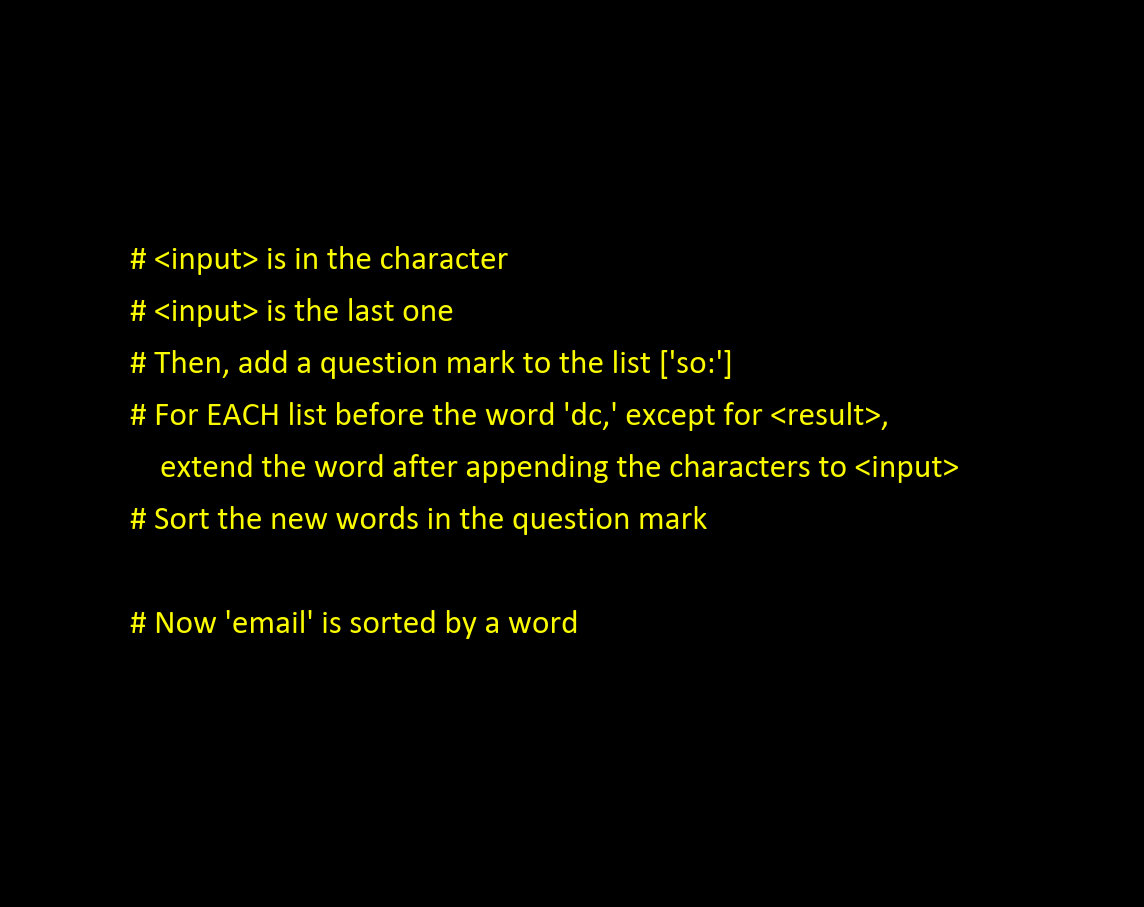 # <input> is in the character
# <input> is the last one
# Then, add a question mark to the list ['so:']
# For EACH list before the word 'dc,' except for <result>,
extend the word after appending the characters to <input>
# Sort the new words in the question mark
# Now 'email' is sorted by a word